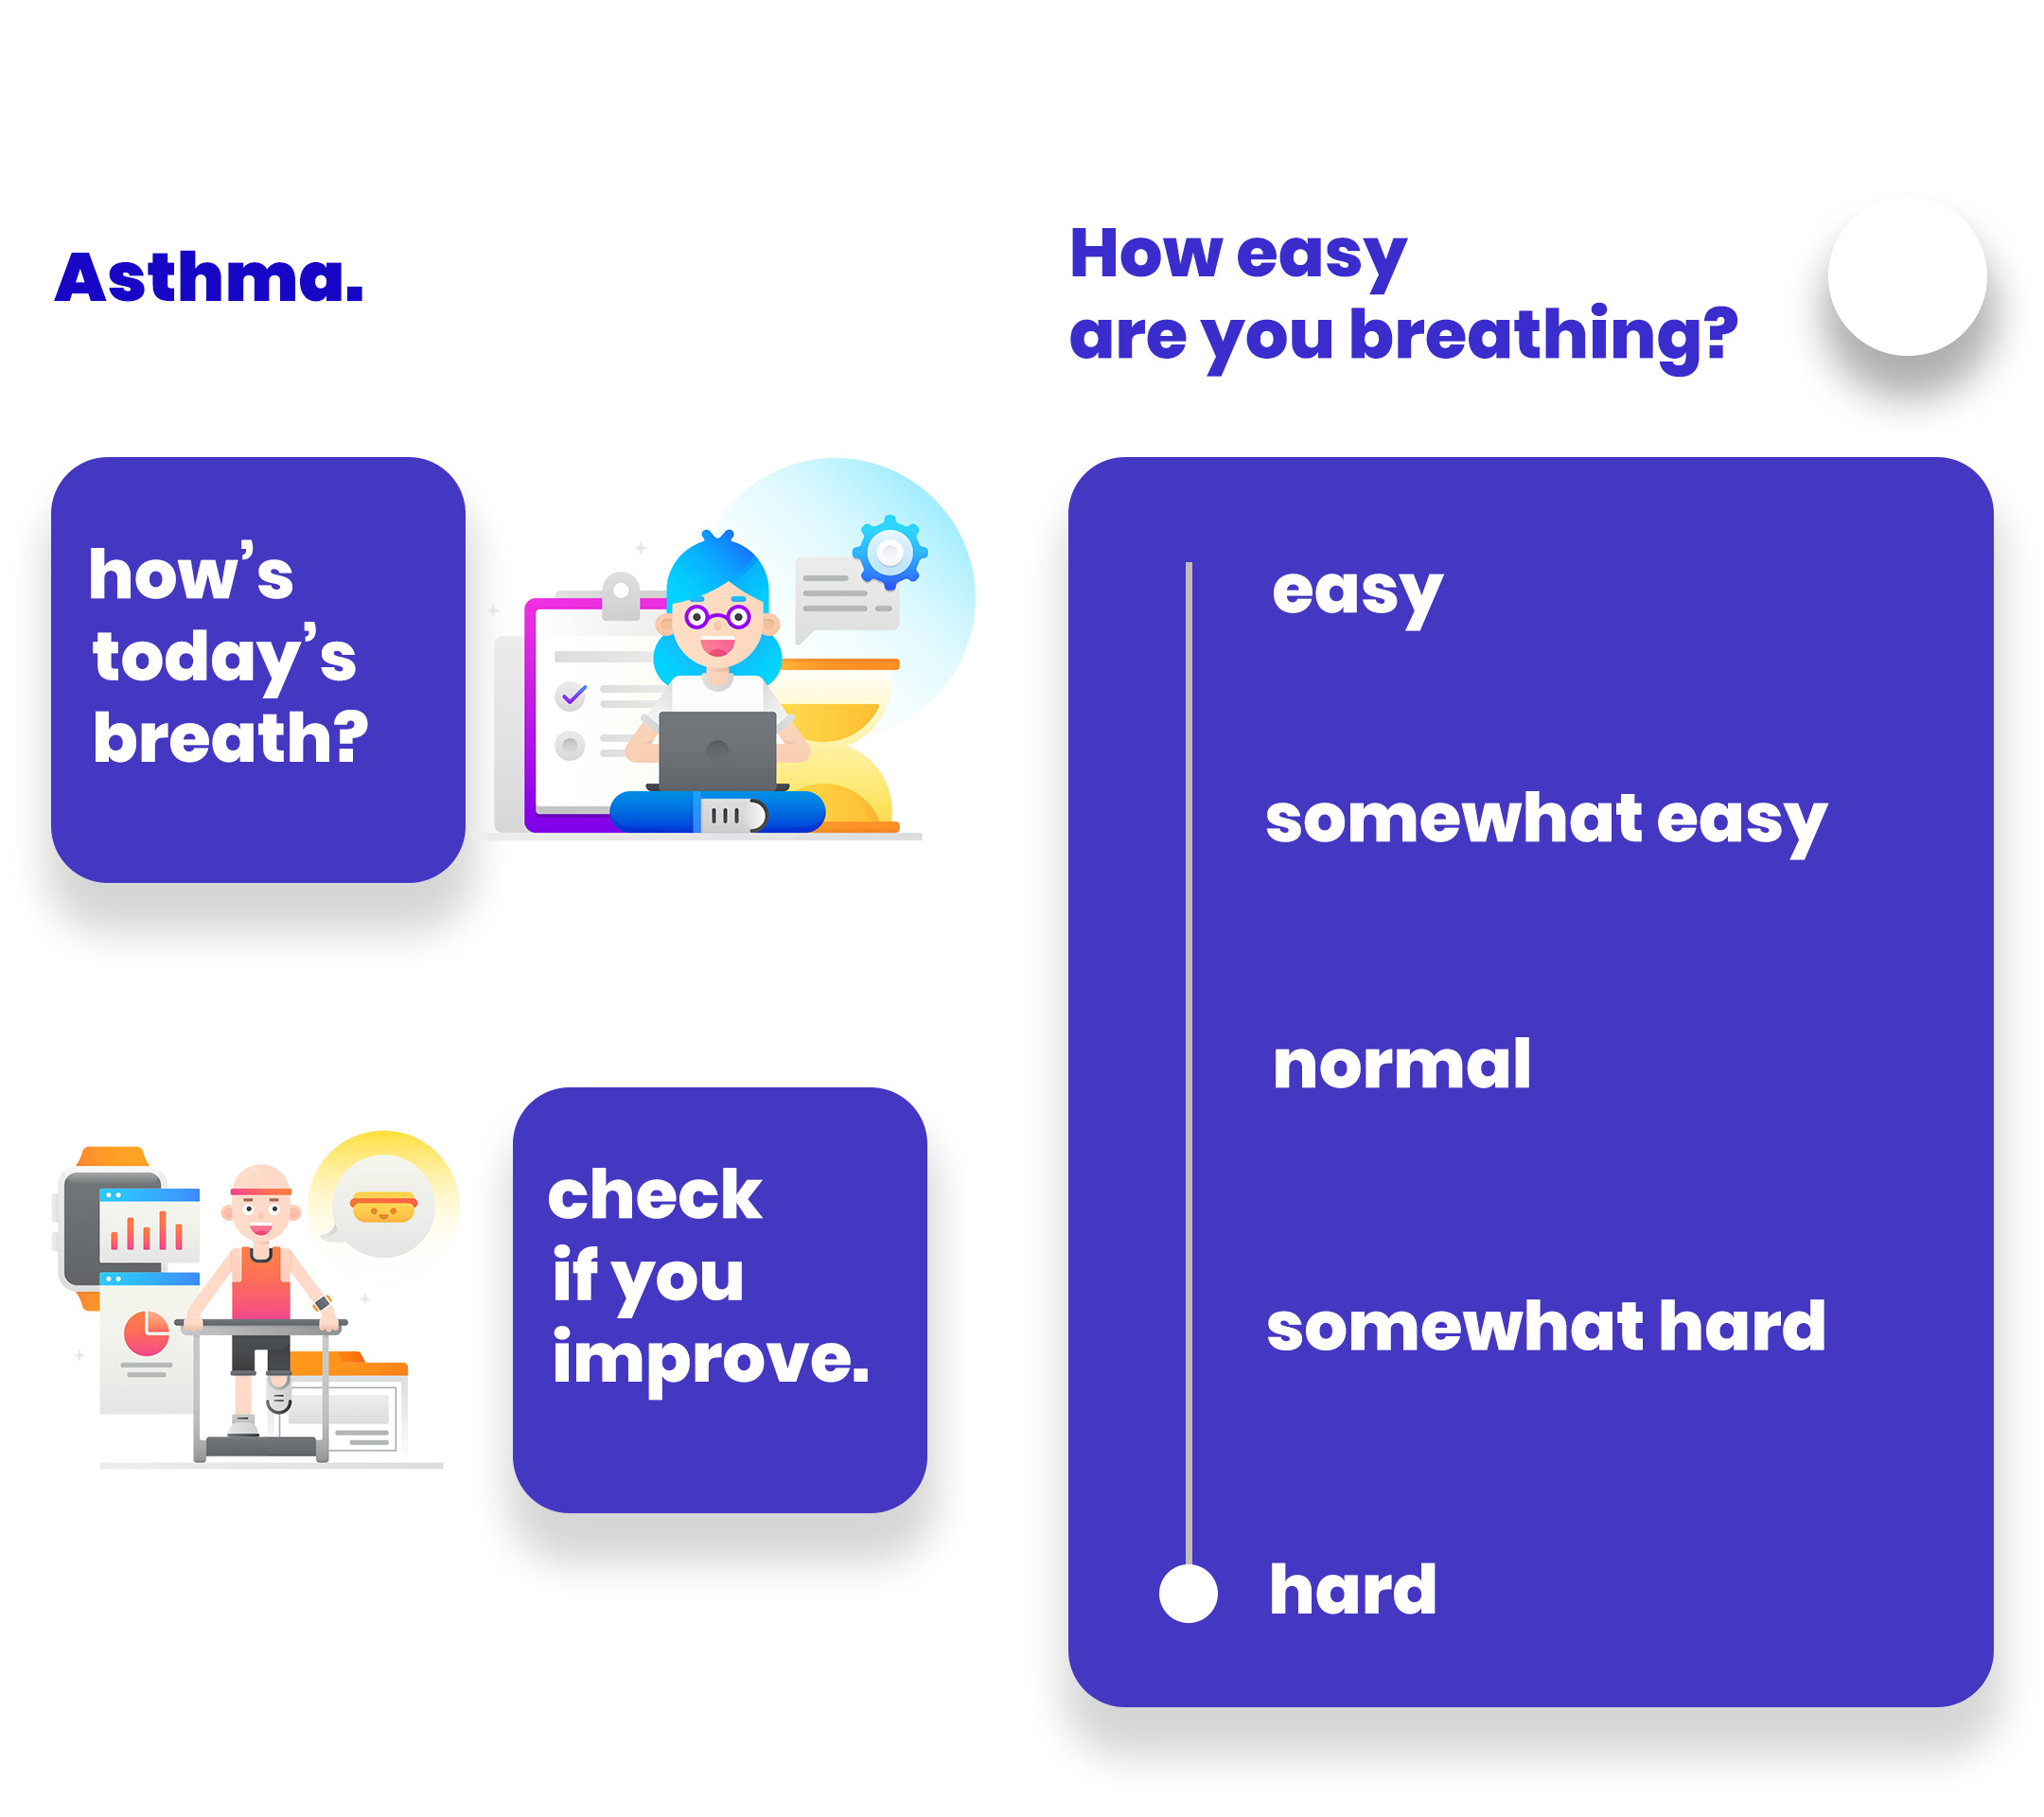 Asthma.
how’s
today’s
breath?
check
if you
improve.
How easy
are you breathing?
easy
somewhat easy
normal
somewhat hard
hard